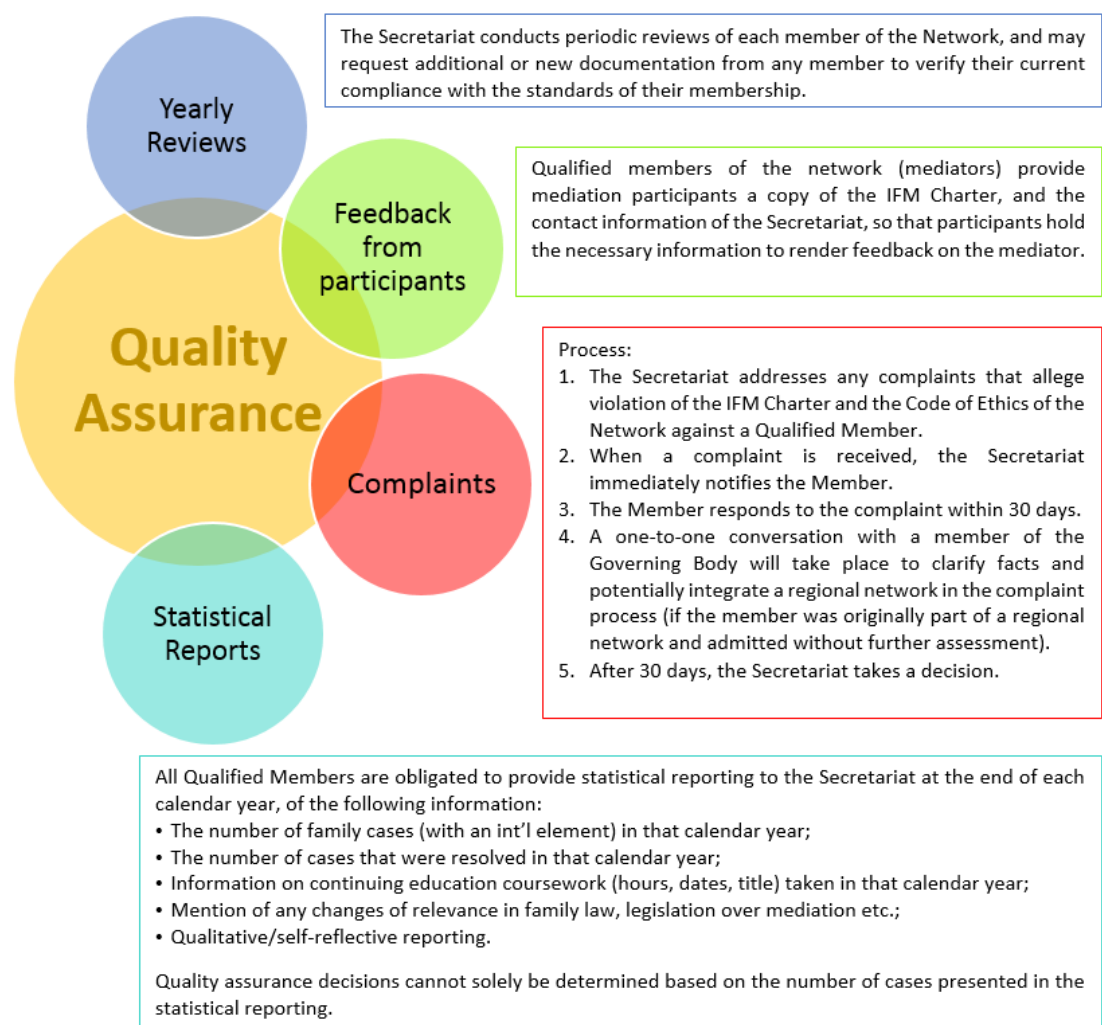 Yearly
Reviews
The Secretariat conducts periodic reviews of each member of the Network, and may
request additional or new documentation from any member to verify their current
compliance with the standards of their membership.
Feedback
from
participants
Qualified members of the network (mediators) provide
mediation participants a copy of the IFM Charter, and the
contact information of the Secretariat, so that participants hold
the necessary information to render feedback on the mediator.
Quality
Assurance
Complaints
Process:
1. The Secretariat addresses any complaints that allege
violation of the IFM Charter and the Code of Ethics of the
Network against a Qualified Member.
2. When a complaint is received, the Secretariat
immediately notifies the Member.
3. The Member responds to the complaint within 30 days.
4. A one-to-one conversation with a member of the
Governing Body will take place to clarify facts and
potentially integrate a regional network in the complaint
process (if the member was originally part of a regional
network and admitted without further assessment).
5. After 30 days, the Secretariat takes a decision.
Statistical
Reports
All Qualified Members are obligated to provide statistical reporting to the Secretariat at the end of each
calendar year, of the following information:
• The number of family cases (with an int'l element) in that calendar year;
• The number of cases that were resolved in that calendar year;
• Information on continuing education coursework (hours, dates, title) taken in that calendar year;
• Mention of any changes of relevance in family law, legislation over mediation etc.;
• Qualitative/self-reflective reporting.
Quality assurance decisions cannot solely be determined based on the number of cases presented in the
statistical reporting.